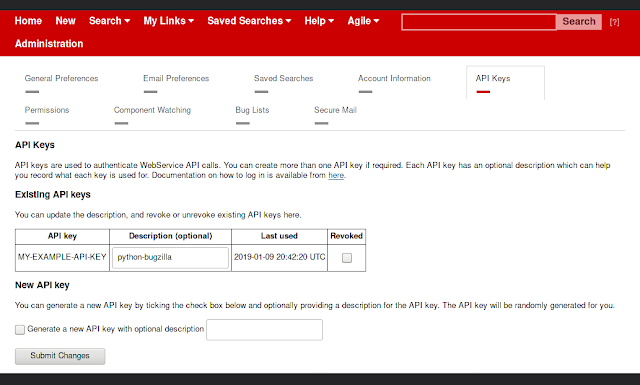 Home New Search My Links Saved Searches Help Agile Search [?]
Administration
General Preferences Email Preferences Saved Searches Account Information API Keys
Permissions Component Watching Bug Lists Secure Mail
API Keys
API keys are used to authenticate WebService API calls. You can create more than one API key if required. Each API key has an optional description which can help
you record what each key is used for. Documentation on how to log in is available from here.
Existing API keys
You can update the description, and revoke or unrevoke existing API keys here.
API key Description (optional) Last used Revoked
MY-EXAMPLE-API-KEY python-bugzilla 2019-01-09 20:42:20 UTC
New API key
You can generate a new API key by ticking the check box below and optionally providing a description for the API key. The API key will be randomly generated for you.
Generate a new API key with optional description
Submit Changes